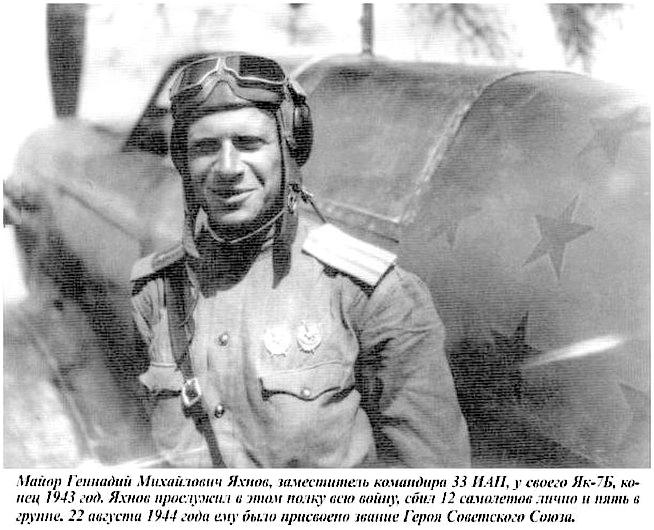 Майор Геннадий Михайлович Яхнов, заместитель командира 33 ИАП, у своего Як-7Б, ко-
нец 1943 год. Яхнов прослужил в этом полку всю войну, сбил 12 самолетов лично и пять в
группе. 22 августа 1944 года ему было присвоено звание Героя Советского Союза.